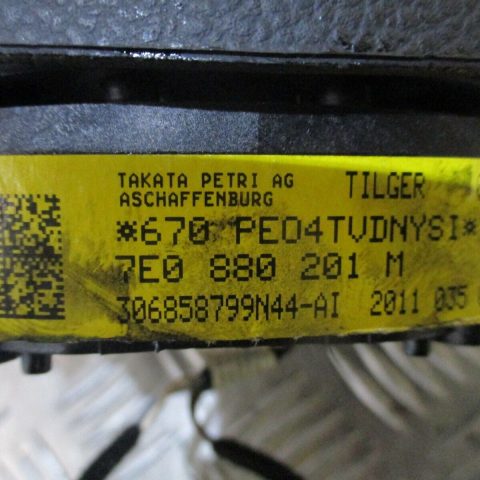 TAKATA PETRI AG TILGER
ASCHAFFENBURG
*670 PE04TVDNYSI*
7E0 880 201 M
306858799N44-AI 2011 035